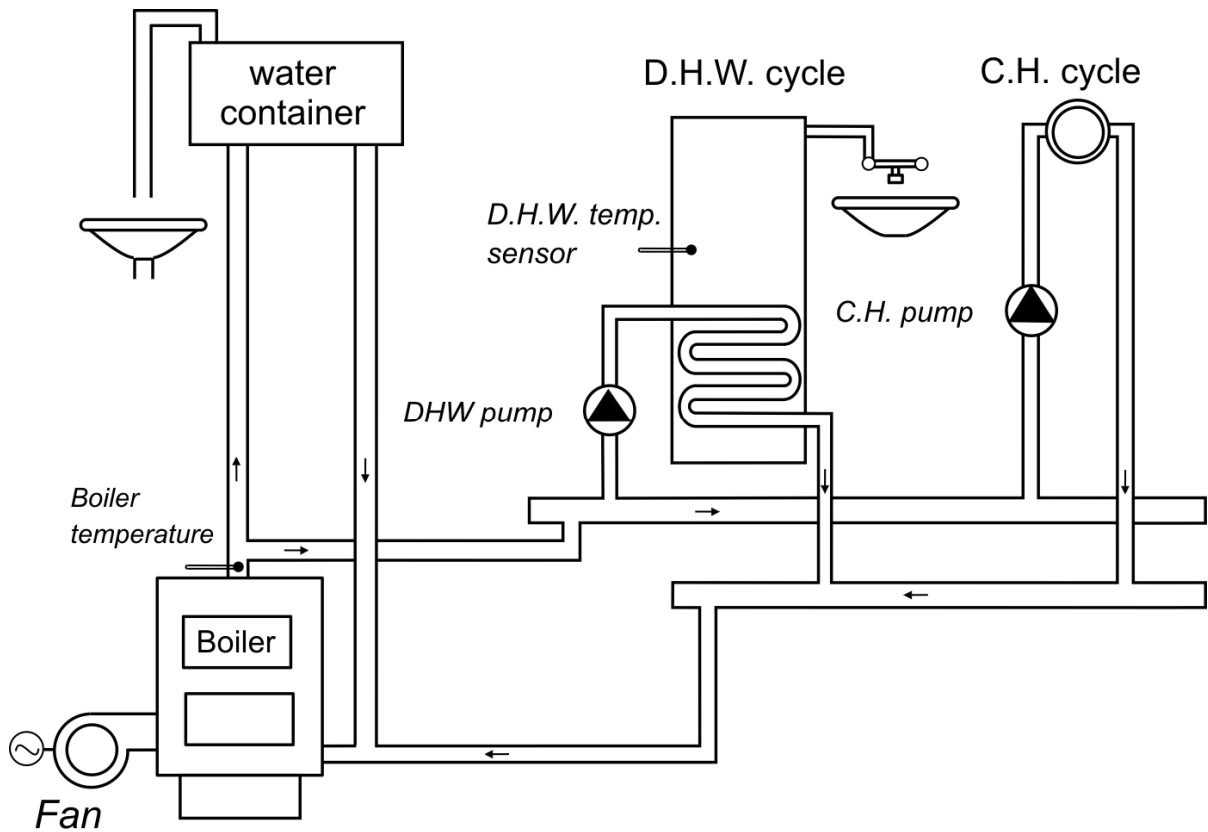 water
container
D.H.W. cycle
C.H. cycle
D.H.W. temp.
sensor
C.H. pump
DHW pump
Boiler
temperature
Boiler
Fan